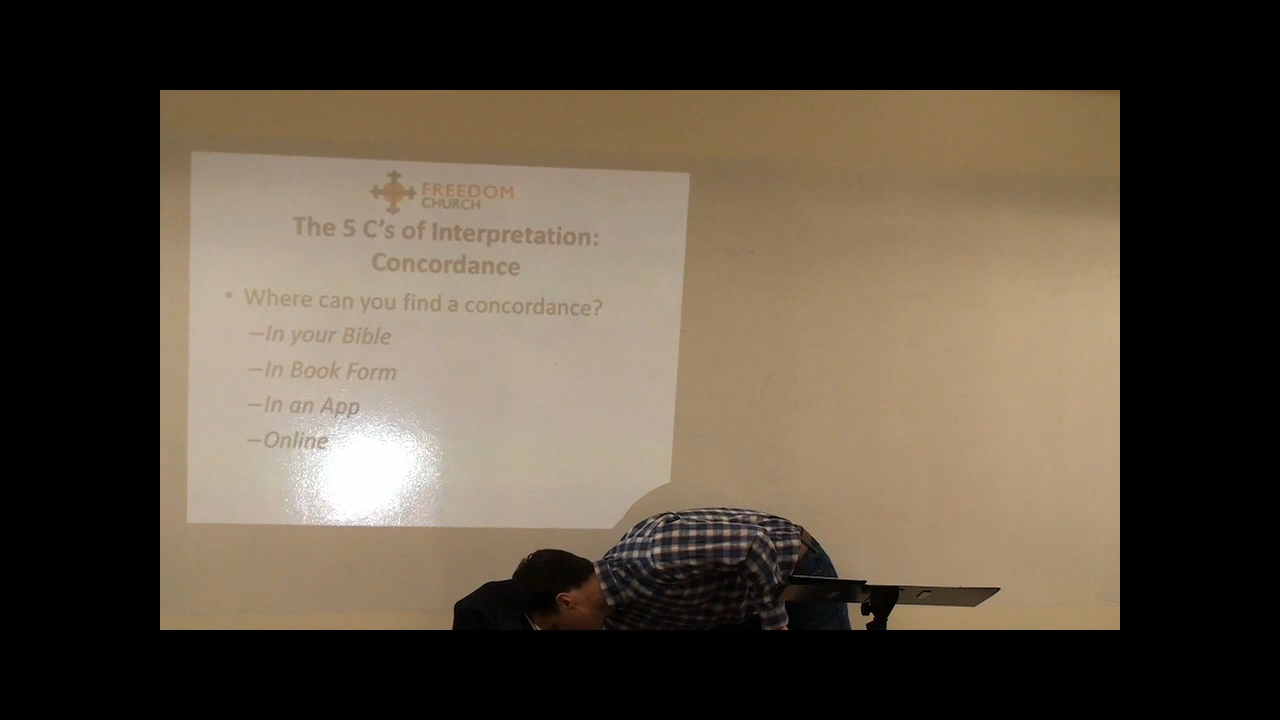 FREEDOM
CHURCH
The 5 C's of Interpretation:
Concordance
• Where can you find a concordance?
–In your Bible
–In Book Form
–In an App
–Online